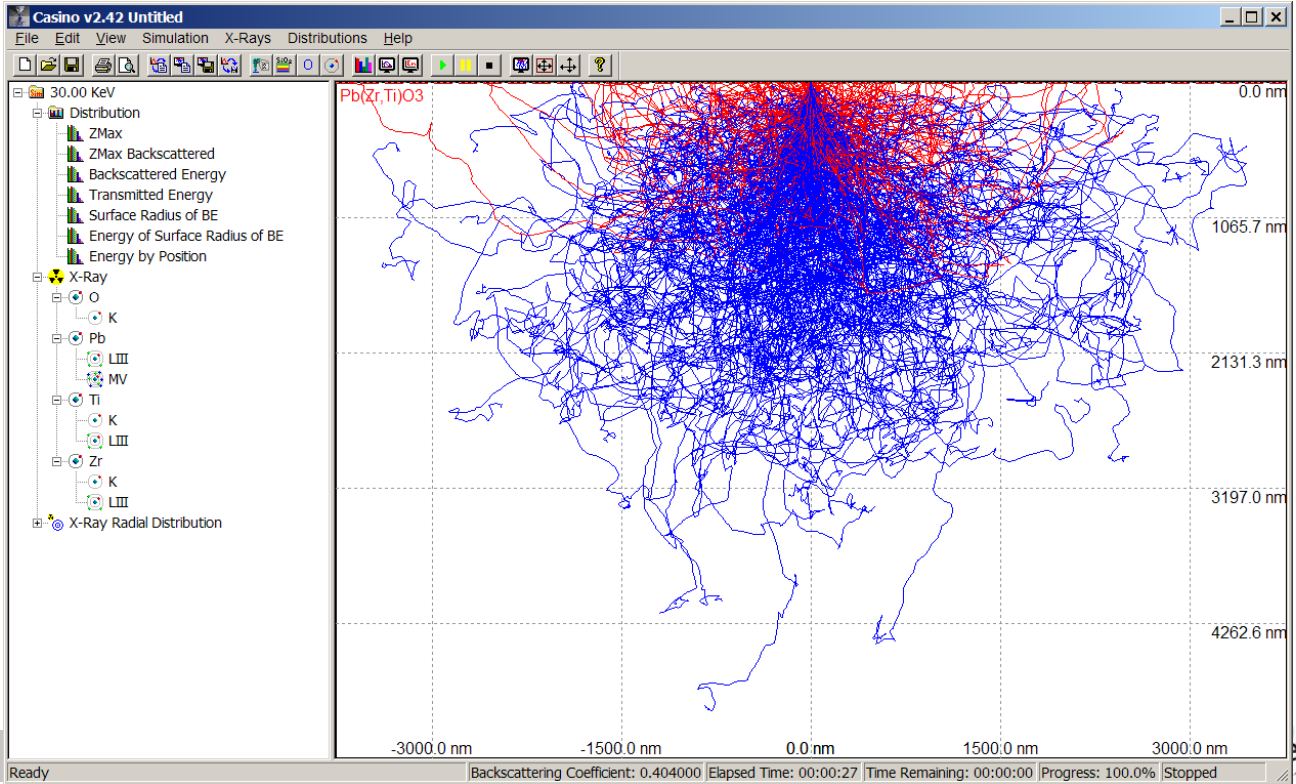 Casino v2.42 Untitled
File Edit View Simulation X-Rays Distributions Help
30.00 KeV
Distribution
ZMax
ZMax Backscattered
Backscattered Energy
Transmitted Energy
Surface Radius of BE
Energy of Surface Radius of BE
Energy by Position
X-Ray
O
K
Pb
LIII
MV
Ti
K
LIII
Zr
K
LIII
X-Ray Radial Distribution
Pb(Zr,Ti)O3
0.0 nm
1065.7 nm
2131.3 nm
3197.0 nm
4262.6 nm
-3000.0 nm -1500.0 nm 0.0 nm 1500.0 nm 3000.0 nm
Ready Backscattering Coefficient: 0.404000 Elapsed Time: 00:00:27 Time Remaining: 00:00:00 Progress: 100.0% Stopped